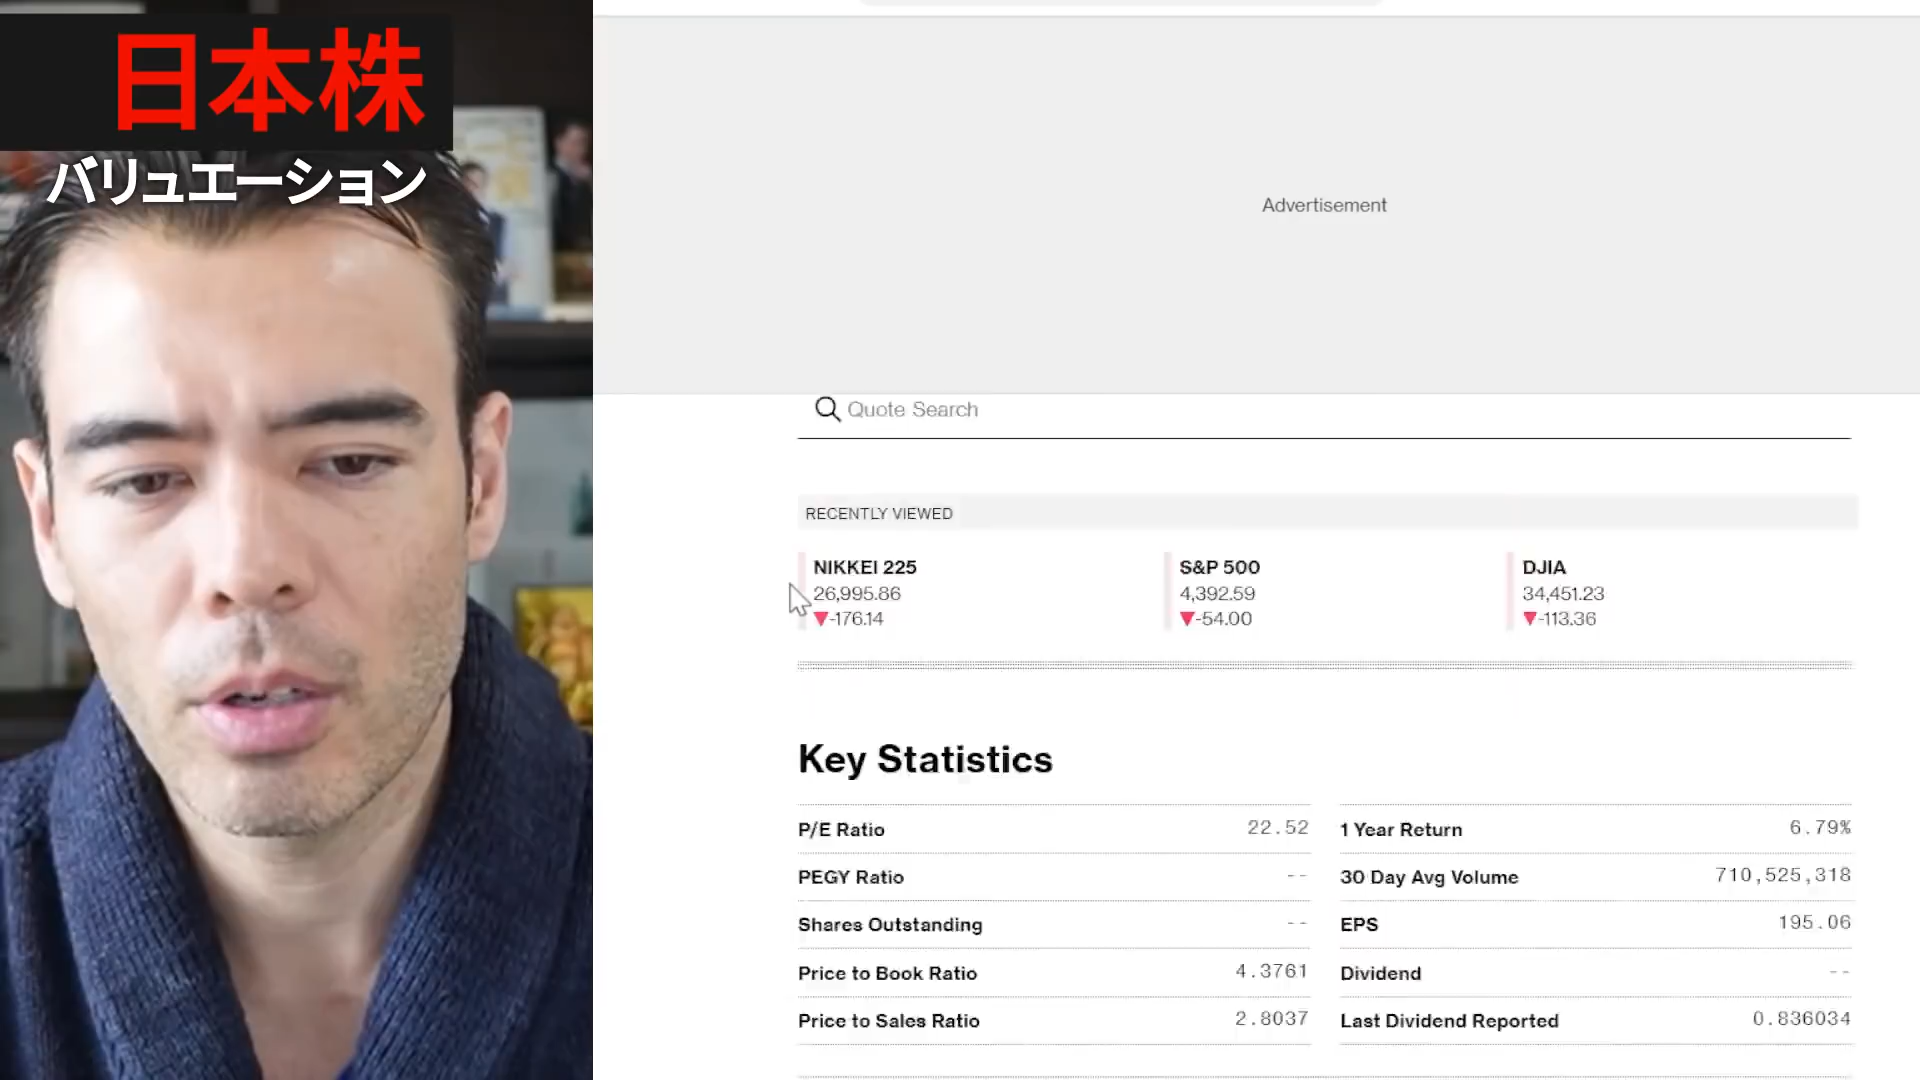 日本株
バリュエーション
Advertisement
Quote Search
RECENTLY VIEWED
NIKKEI 225
26,995.86
▼-176.14
S&P 500
4,392.59
▼-54.00
DJIA
34,451.23
▼-113.36
Key Statistics
P/E Ratio 22.52
PEGY Ratio --
Shares Outstanding --
Price to Book Ratio 4.3761
Price to Sales Ratio 2.8037
1 Year Return 6.79%
30 Day Avg Volume 710,525,318
EPS 195.06
Dividend --
Last Dividend Reported 0.836034